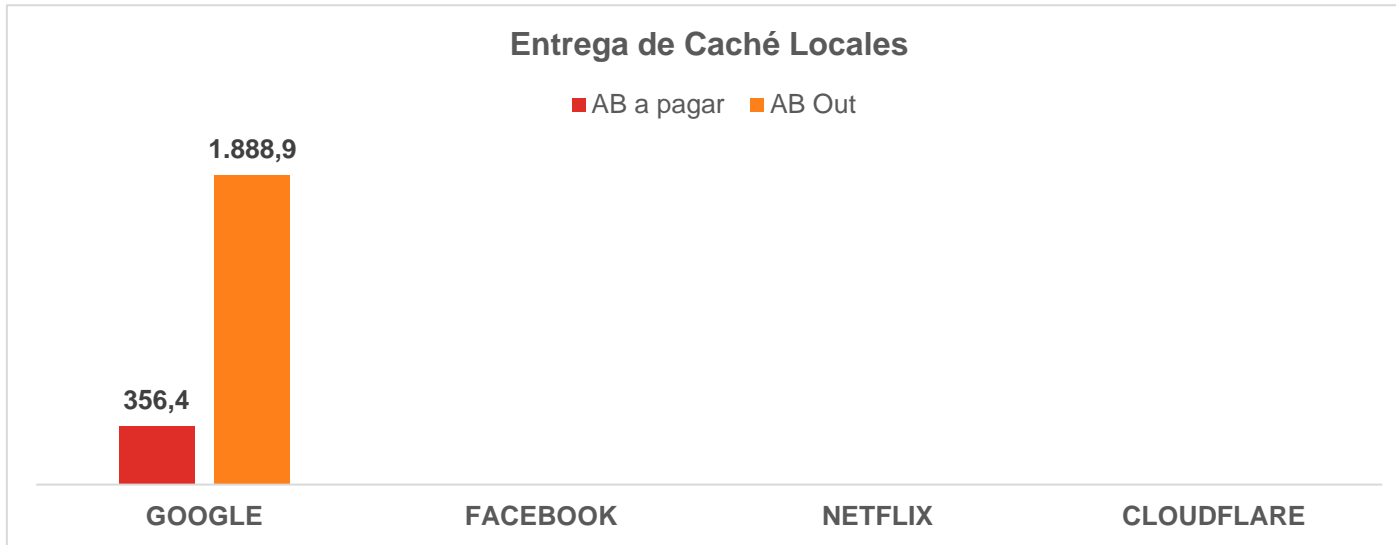 Entrega de Caché Locales
AB a pagar AB Out
1.888,9
356,4
GOOGLE FACEBOOK NETFLIX CLOUDFLARE